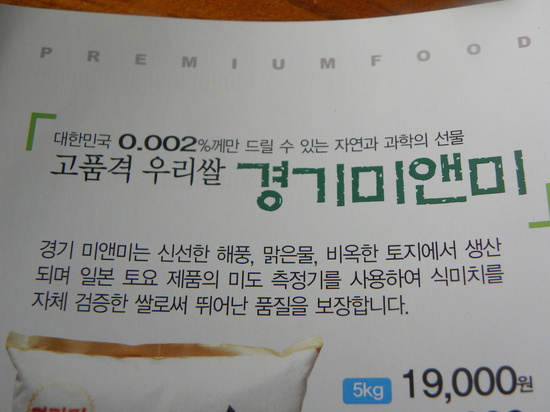 PREMIUMFOOD
대한민국 0.002%께만 드릴 수 있는 자연과 과학의 선물
고품격 우리쌀 경기미앤미
경기 미앤미는 신선한 해풍, 맑은물, 비옥한 토지에서 생산
되며 일본 토요 제품의 미도 측정기를 사용하여 식미치를
자체 검증한 쌀로써 뛰어난 품질을 보장합니다.
5kg 19,000원